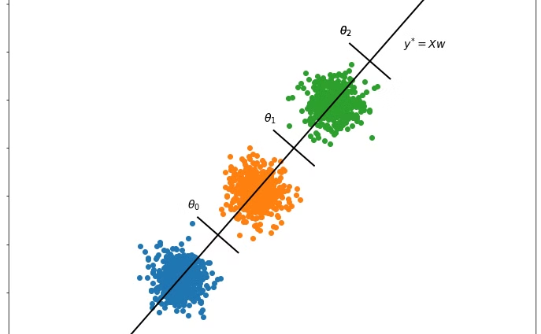 θ₂
y* = Xw
θ₁
θ₀